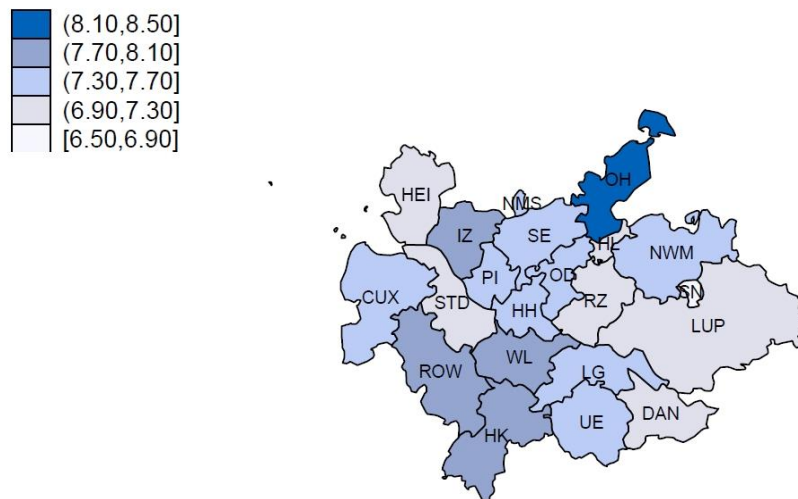 (8.10,8.50]
(7.70,8.10]
(7.30,7.70]
(6.90,7.30]
[6.50,6.90]
OH
HEI
NMS
IZ
SE
HL
NWM
PI
OD
SN
CUX
STD
HH
RZ
LUP
WL
ROW
LG
DAN
UE
HK